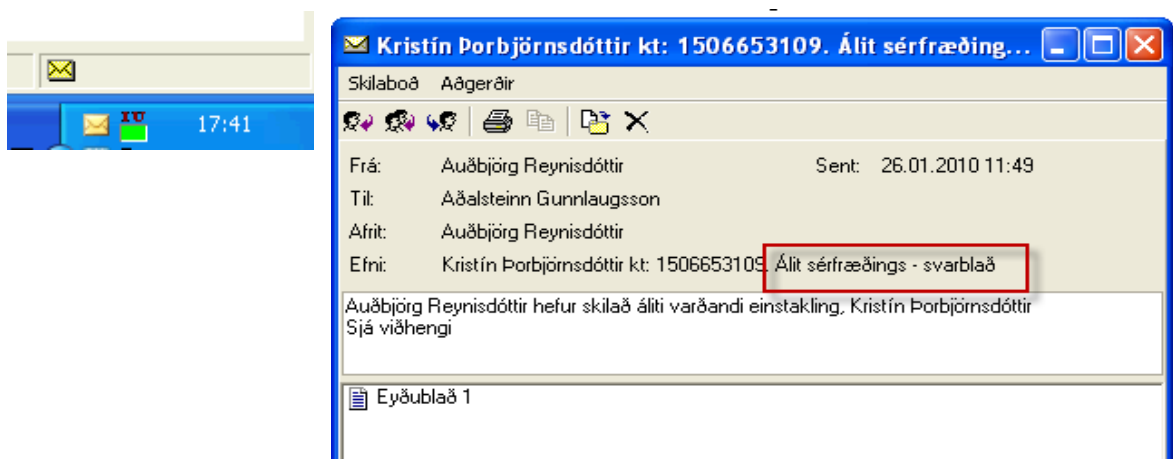 17:41
Kristín Þorbjörnsdóttir kt: 1506653109. Álit sérfræðing...
Skilaboð Aðgerðir
Frá: Auðbjörg Reynisdóttir Sent: 26.01.2010 11:49
Til: Aðalsteinn Gunnlaugsson
Afrit: Auðbjörg Reynisdóttir
Efni: Kristín Þorbjörnsdóttir kt: 1506653109. Álit sérfræðings - svarblað
Auðbjörg Reynisdóttir hefur skilað áliti varðandi einstakling, Kristín Þorbjörnsdóttir
Sjá viðhengi
Eyðublað 1